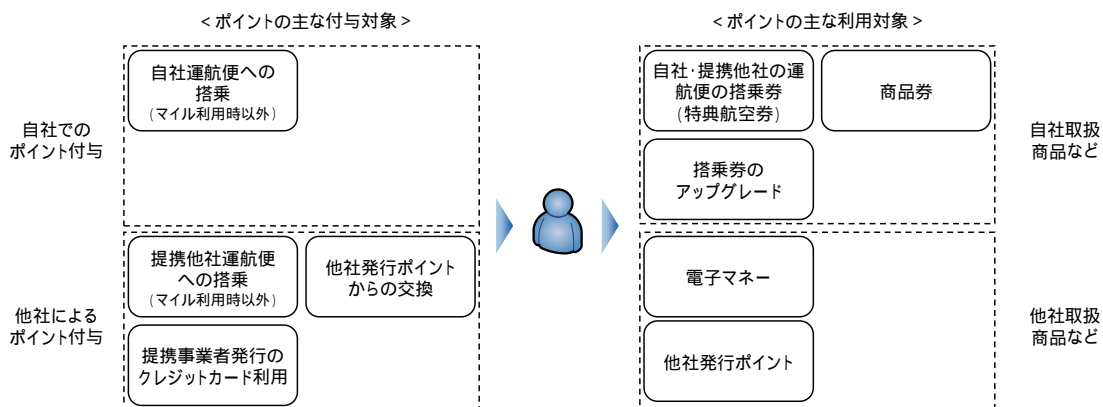 ＜ポイントの主な付与対象＞
＜ポイントの主な利用対象＞
自社での
ポイント付与
自社運航便への
搭乗
（マイル利用時以外）
他社による
ポイント付与
提携他社運航便
への搭乗
（マイル利用時以外）
他社発行ポイント
からの交換
提携事業者発行の
クレジットカード利用
自社・提携他社の運
航便の搭乗券
（特典航空券）
商品券
搭乗券の
アップグレード
自社取扱
商品など
電子マネー
他社発行ポイント
他社取扱
商品など